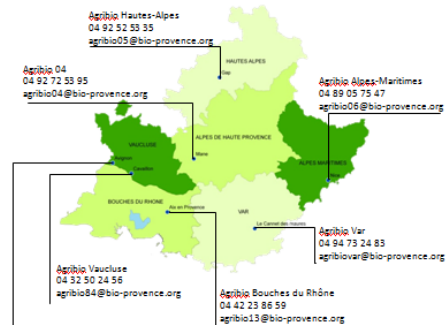 Agribio Hautes-Alpes
04 92 52 53 35
agribio05@bio-provence.org
Agribio 04
04 92 72 53 95
agribio04@bio-provence.org
Agribio Alpes-Maritimes
04 89 05 75 47
agribio06@bio-provence.org
HAUTES-ALPES
Gap
ALPES DE HAUTE PROVENCE
Mane
VAUCLUSE
Avignon
Cavaillon
ALPES MARITIMES
Nice
BOUCHES DU RHONE
Aix en Provence
VAR
Le Cannet des maures
Agribio Var
04 94 73 24 83
agribiovar@bio-provence.org
Agribio Vaucluse
04 32 50 24 56
agribio84@bio-provence.org
Agribio Bouches du Rhône
04 42 23 86 59
agribio13@bio-provence.org